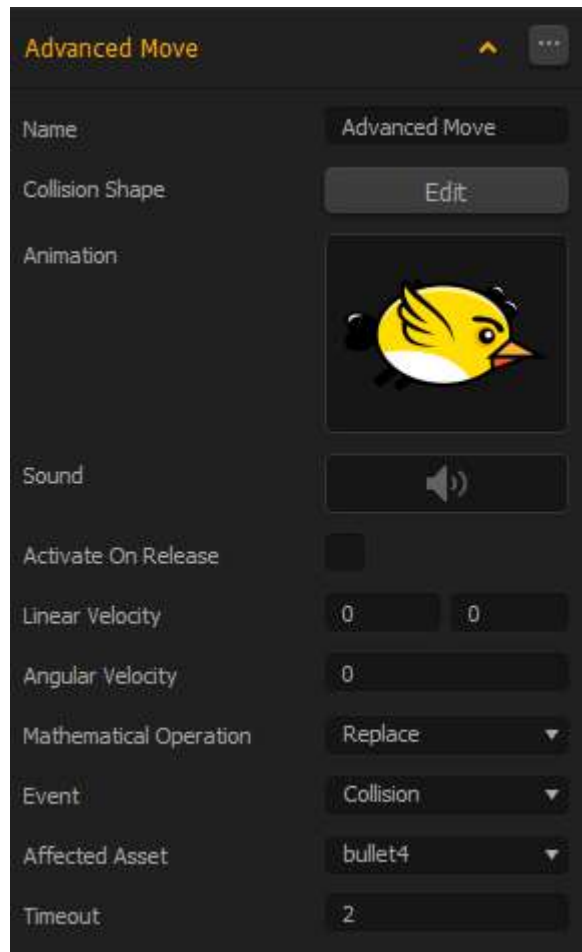 Advanced Move
Name Advanced Move
Collision Shape Edit
Animation
Sound
Activate On Release
Linear Velocity 0 0
Angular Velocity 0
Mathematical Operation Replace
Event Collision
Affected Asset bullet4
Timeout 2